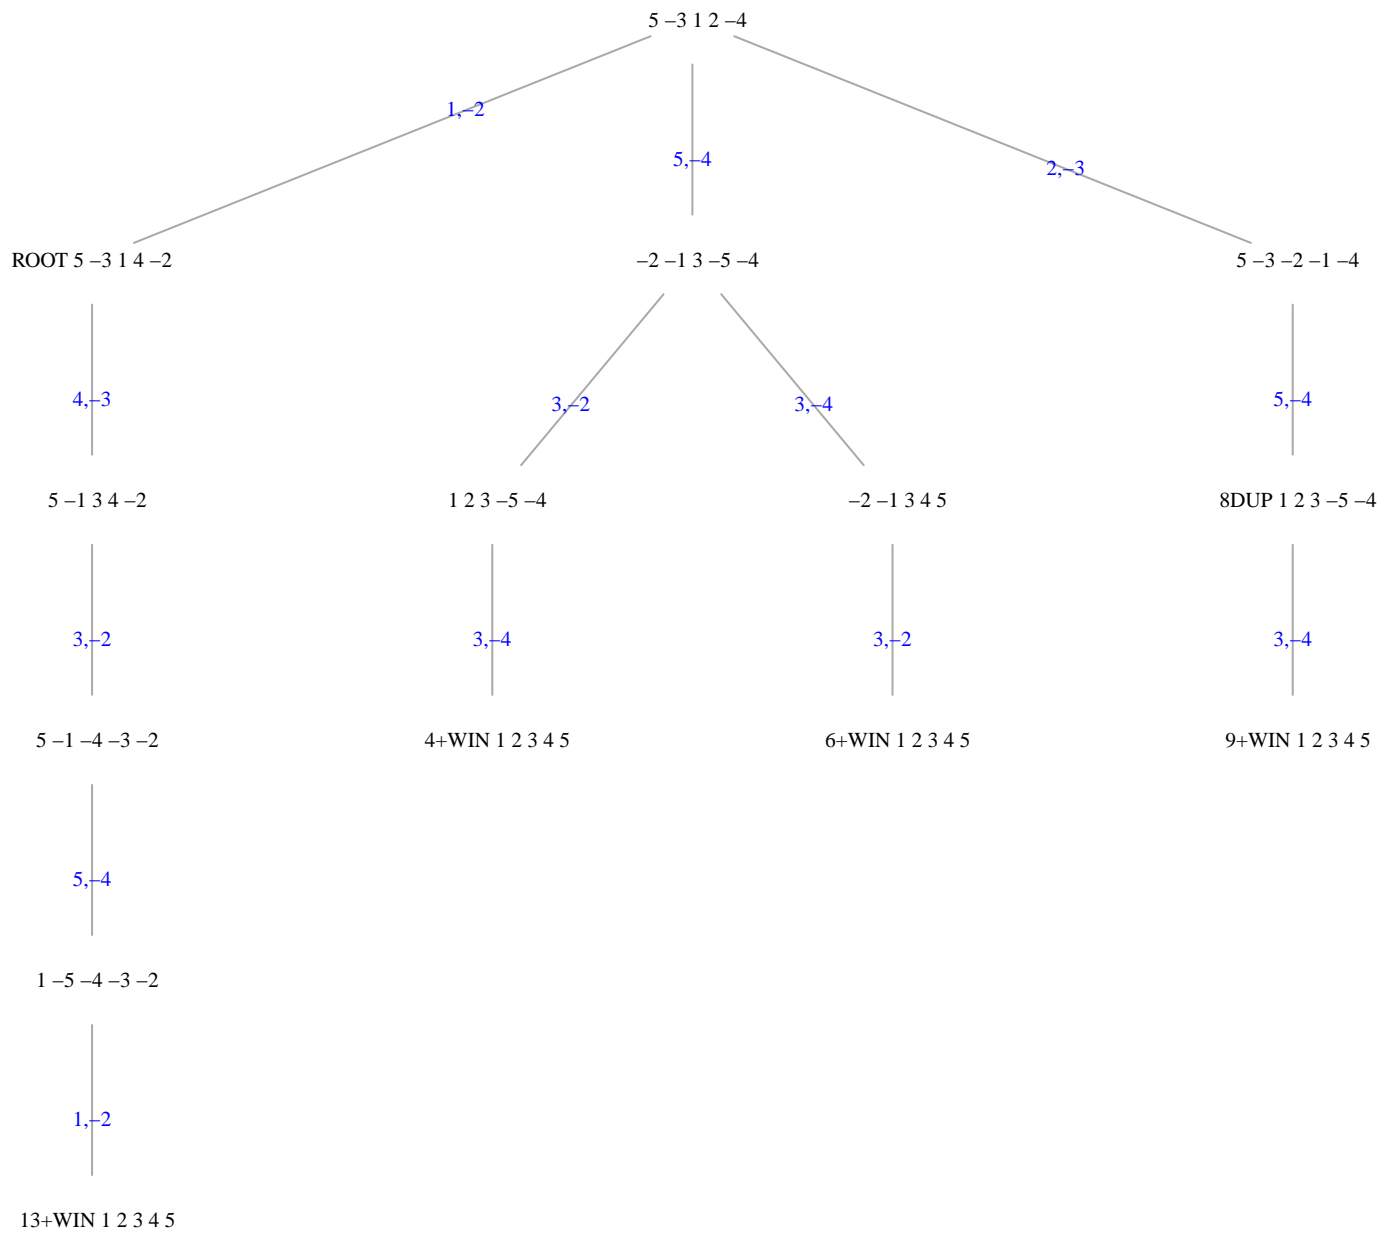 5 –3 1 2 –4
1,–2
5,–4
2,–3
ROOT 5 –3 1 4 –2
–2 –1 3 –5 –4
5 –3 –2 –1 –4
4,–3
3,–2
3,–4
5,–4
5 –1 3 4 –2
1 2 3 –5 –4
–2 –1 3 4 5
8DUP 1 2 3 –5 –4
3,–2
3,–4
3,–2
3,–4
5 –1 –4 –3 –2
4+WIN 1 2 3 4 5
6+WIN 1 2 3 4 5
9+WIN 1 2 3 4 5
5,–4
1 –5 –4 –3 –2
1,–2
13+WIN 1 2 3 4 5